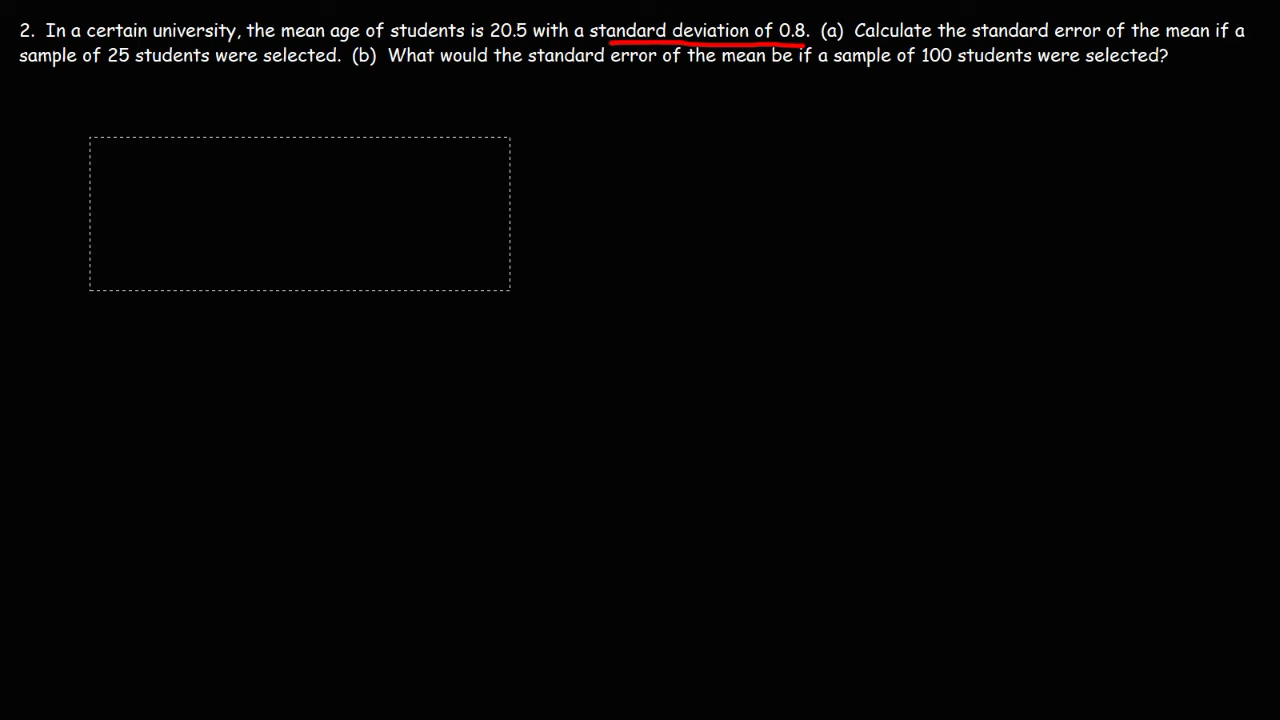 2. In a certain university, the mean age of students is 20.5 with a standard deviation of 0.8. (a) Calculate the standard error of the mean if a
sample of 25 students were selected. (b) What would the standard error of the mean be if a sample of 100 students were selected?